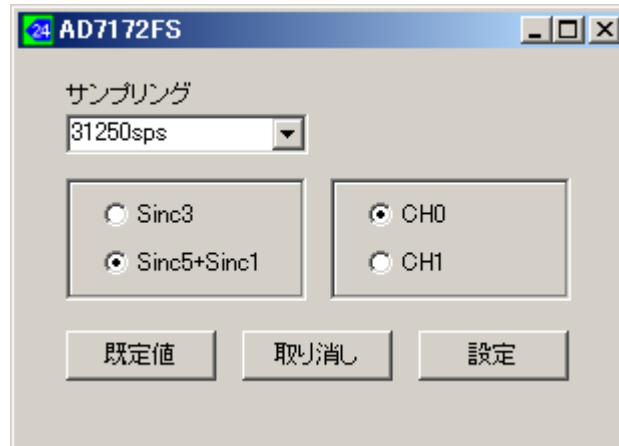 24 AD7172FS
サンプリング
31250sps
Sinc3
CH0
Sinc5+Sinc1
CH1
既定値 取り消し 設定